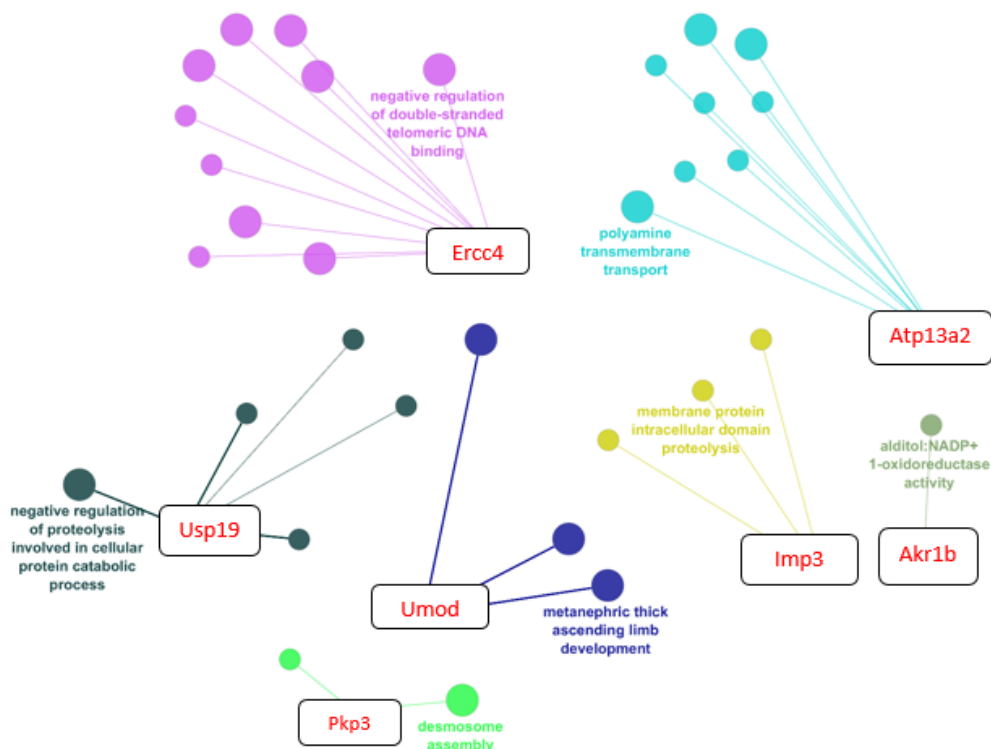 negative regulation
of double-stranded
telomeric DNA
binding
Ercc4
polyamine
transmembrane
transport
Atp13a2
negative regulation
of proteolysis
involved in cellular
protein catabolic
process
Usp19
Umod
metanephric thick
ascending limb
development
membrane protein
intracellular domain
proteolysis
Imp3
alditol:NADP+
1-oxidoreductase
activity
Akr1b
Pkp3
desmosome
assembly